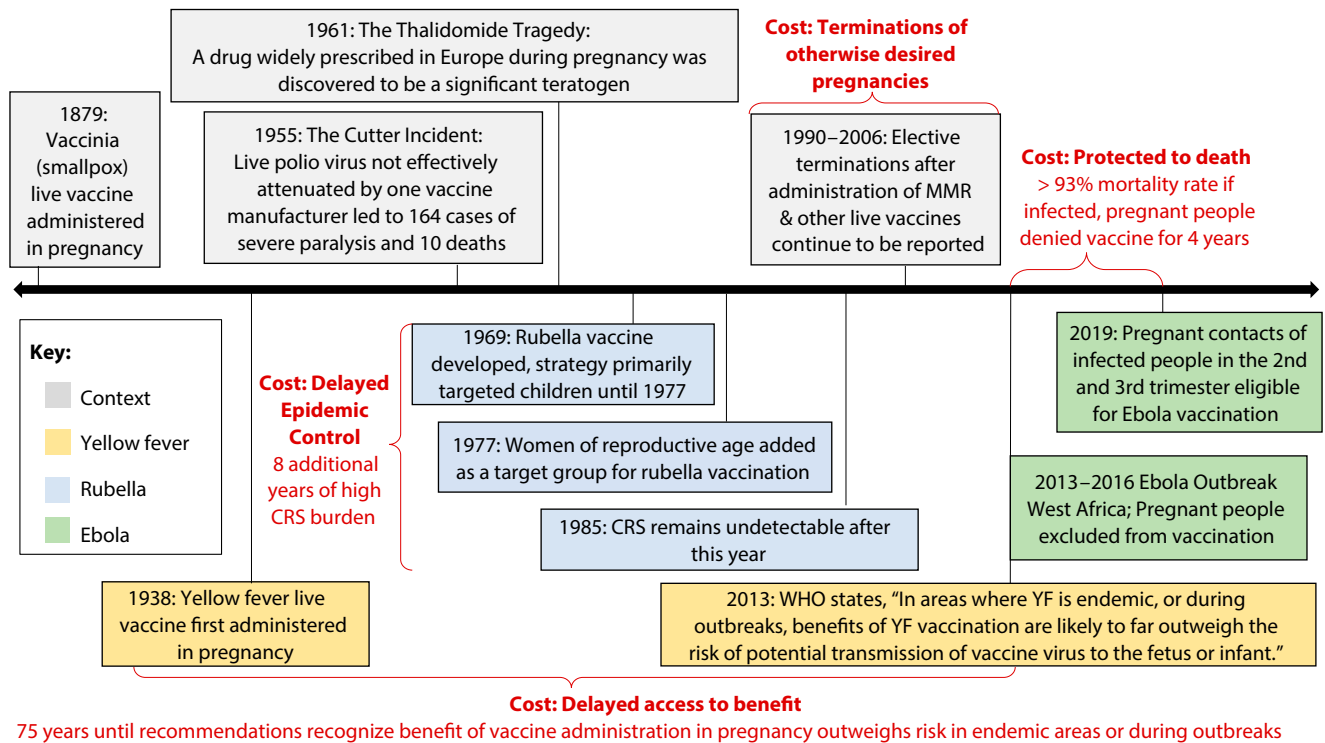 1961: The Thalidomide Tragedy:
A drug widely prescribed in Europe during pregnancy was
discovered to be a significant teratogen
Cost: Terminations of
otherwise desired
pregnancies
1879:
Vaccinia
(smallpox)
live vaccine
administered
in pregnancy
1955: The Cutter Incident:
Live polio virus not effectively
attenuated by one vaccine
manufacturer led to 164 cases of
severe paralysis and 10 deaths
1990–2006: Elective
terminations after
administration of MMR
& other live vaccines
continue to be reported
Cost: Protected to death
> 93% mortality rate if
infected, pregnant people
denied vaccine for 4 years
Key:
Context
Yellow fever
Rubella
Ebola
Cost: Delayed
Epidemic
Control
8 additional
years of high
CRS burden
1969: Rubella vaccine
developed, strategy primarily
targeted children until 1977
1977: Women of reproductive age added
as a target group for rubella vaccination
1985: CRS remains undetectable after
this year
2019: Pregnant contacts of
infected people in the 2nd
and 3rd trimester eligible
for Ebola vaccination
2013–2016 Ebola Outbreak
West Africa; Pregnant people
excluded from vaccination
1938: Yellow fever live
vaccine first administered
in pregnancy
2013: WHO states, “In areas where YF is endemic, or during
outbreaks, benefits of YF vaccination are likely to far outweigh the
risk of potential transmission of vaccine virus to the fetus or infant.”
Cost: Delayed access to benefit
75 years until recommendations recognize benefit of vaccine administration in pregnancy outweighs risk in endemic areas or during outbreaks